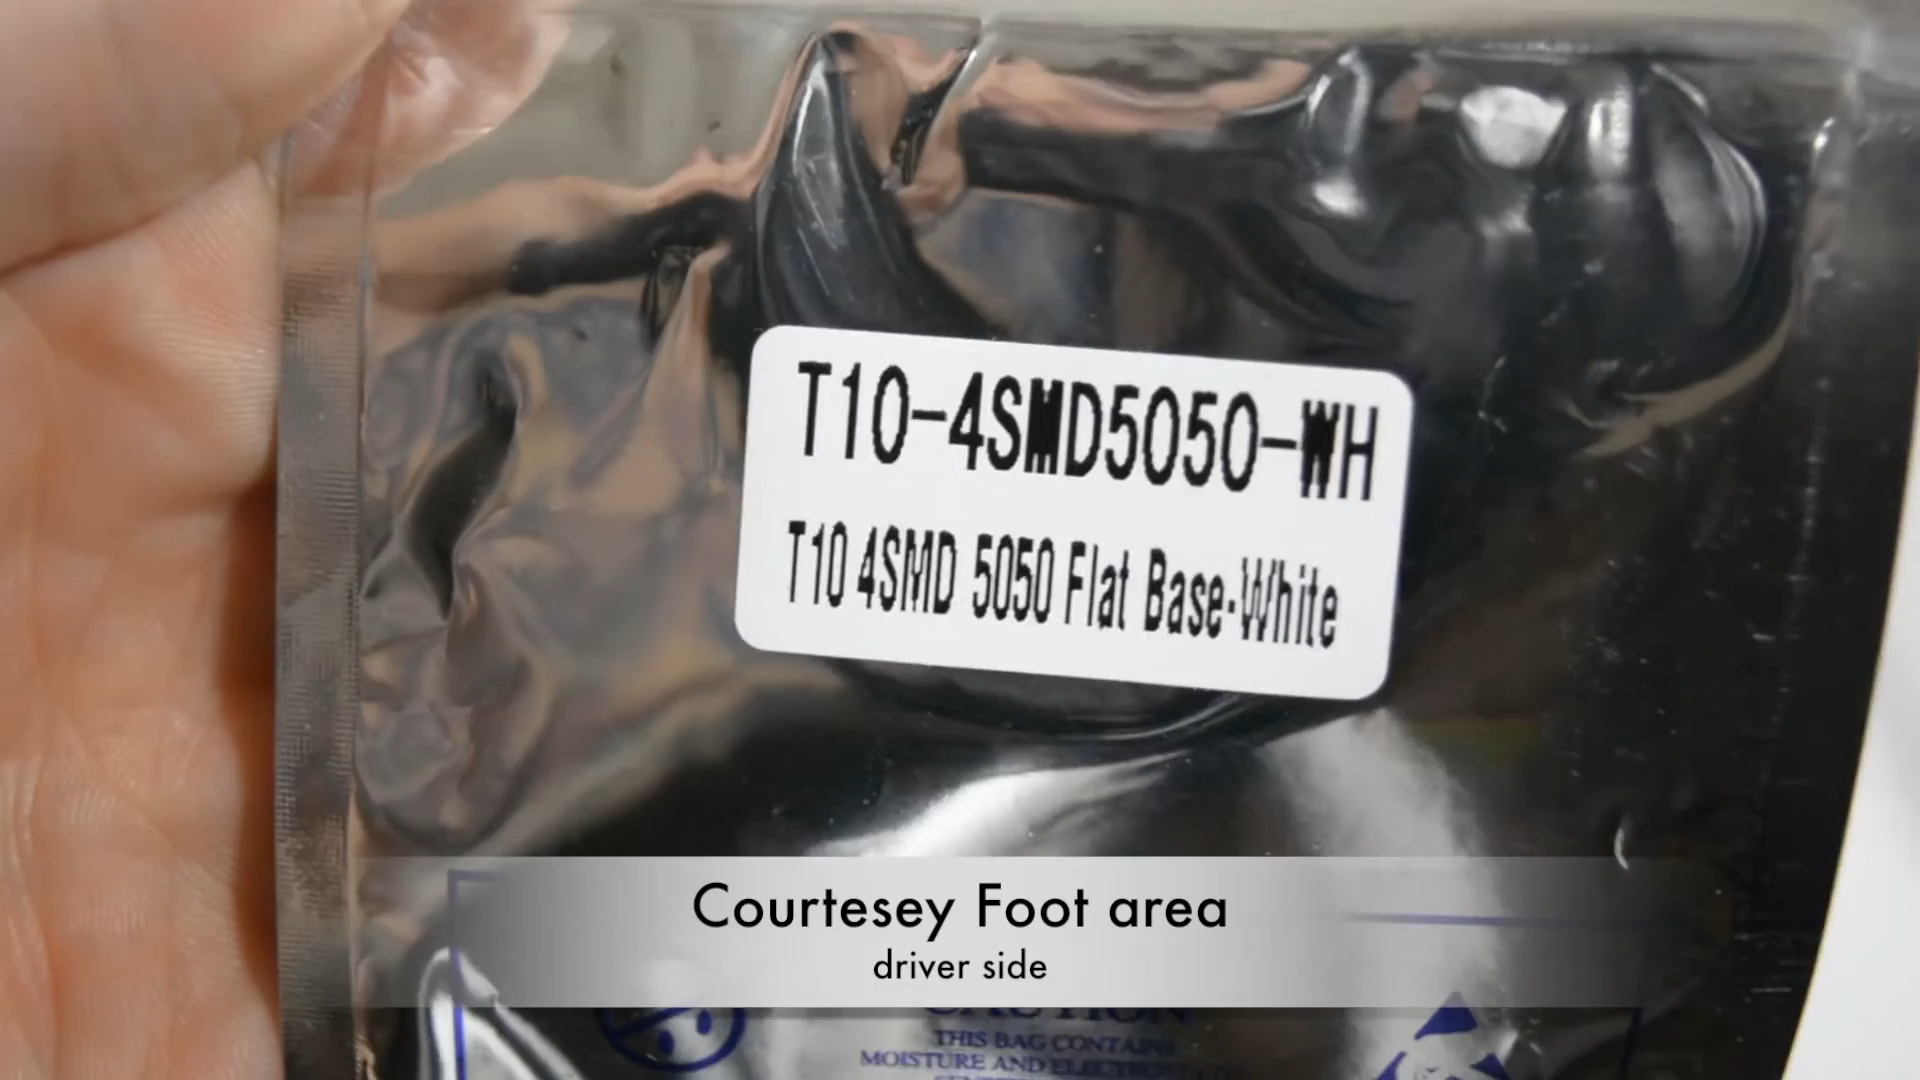 T10-4SMD5050-WH
T10 4SMD 5050 Flat Base-White
Courtesey Foot area
driver side
CAUTION
THIS BAG CONTAINS
MOISTURE AND